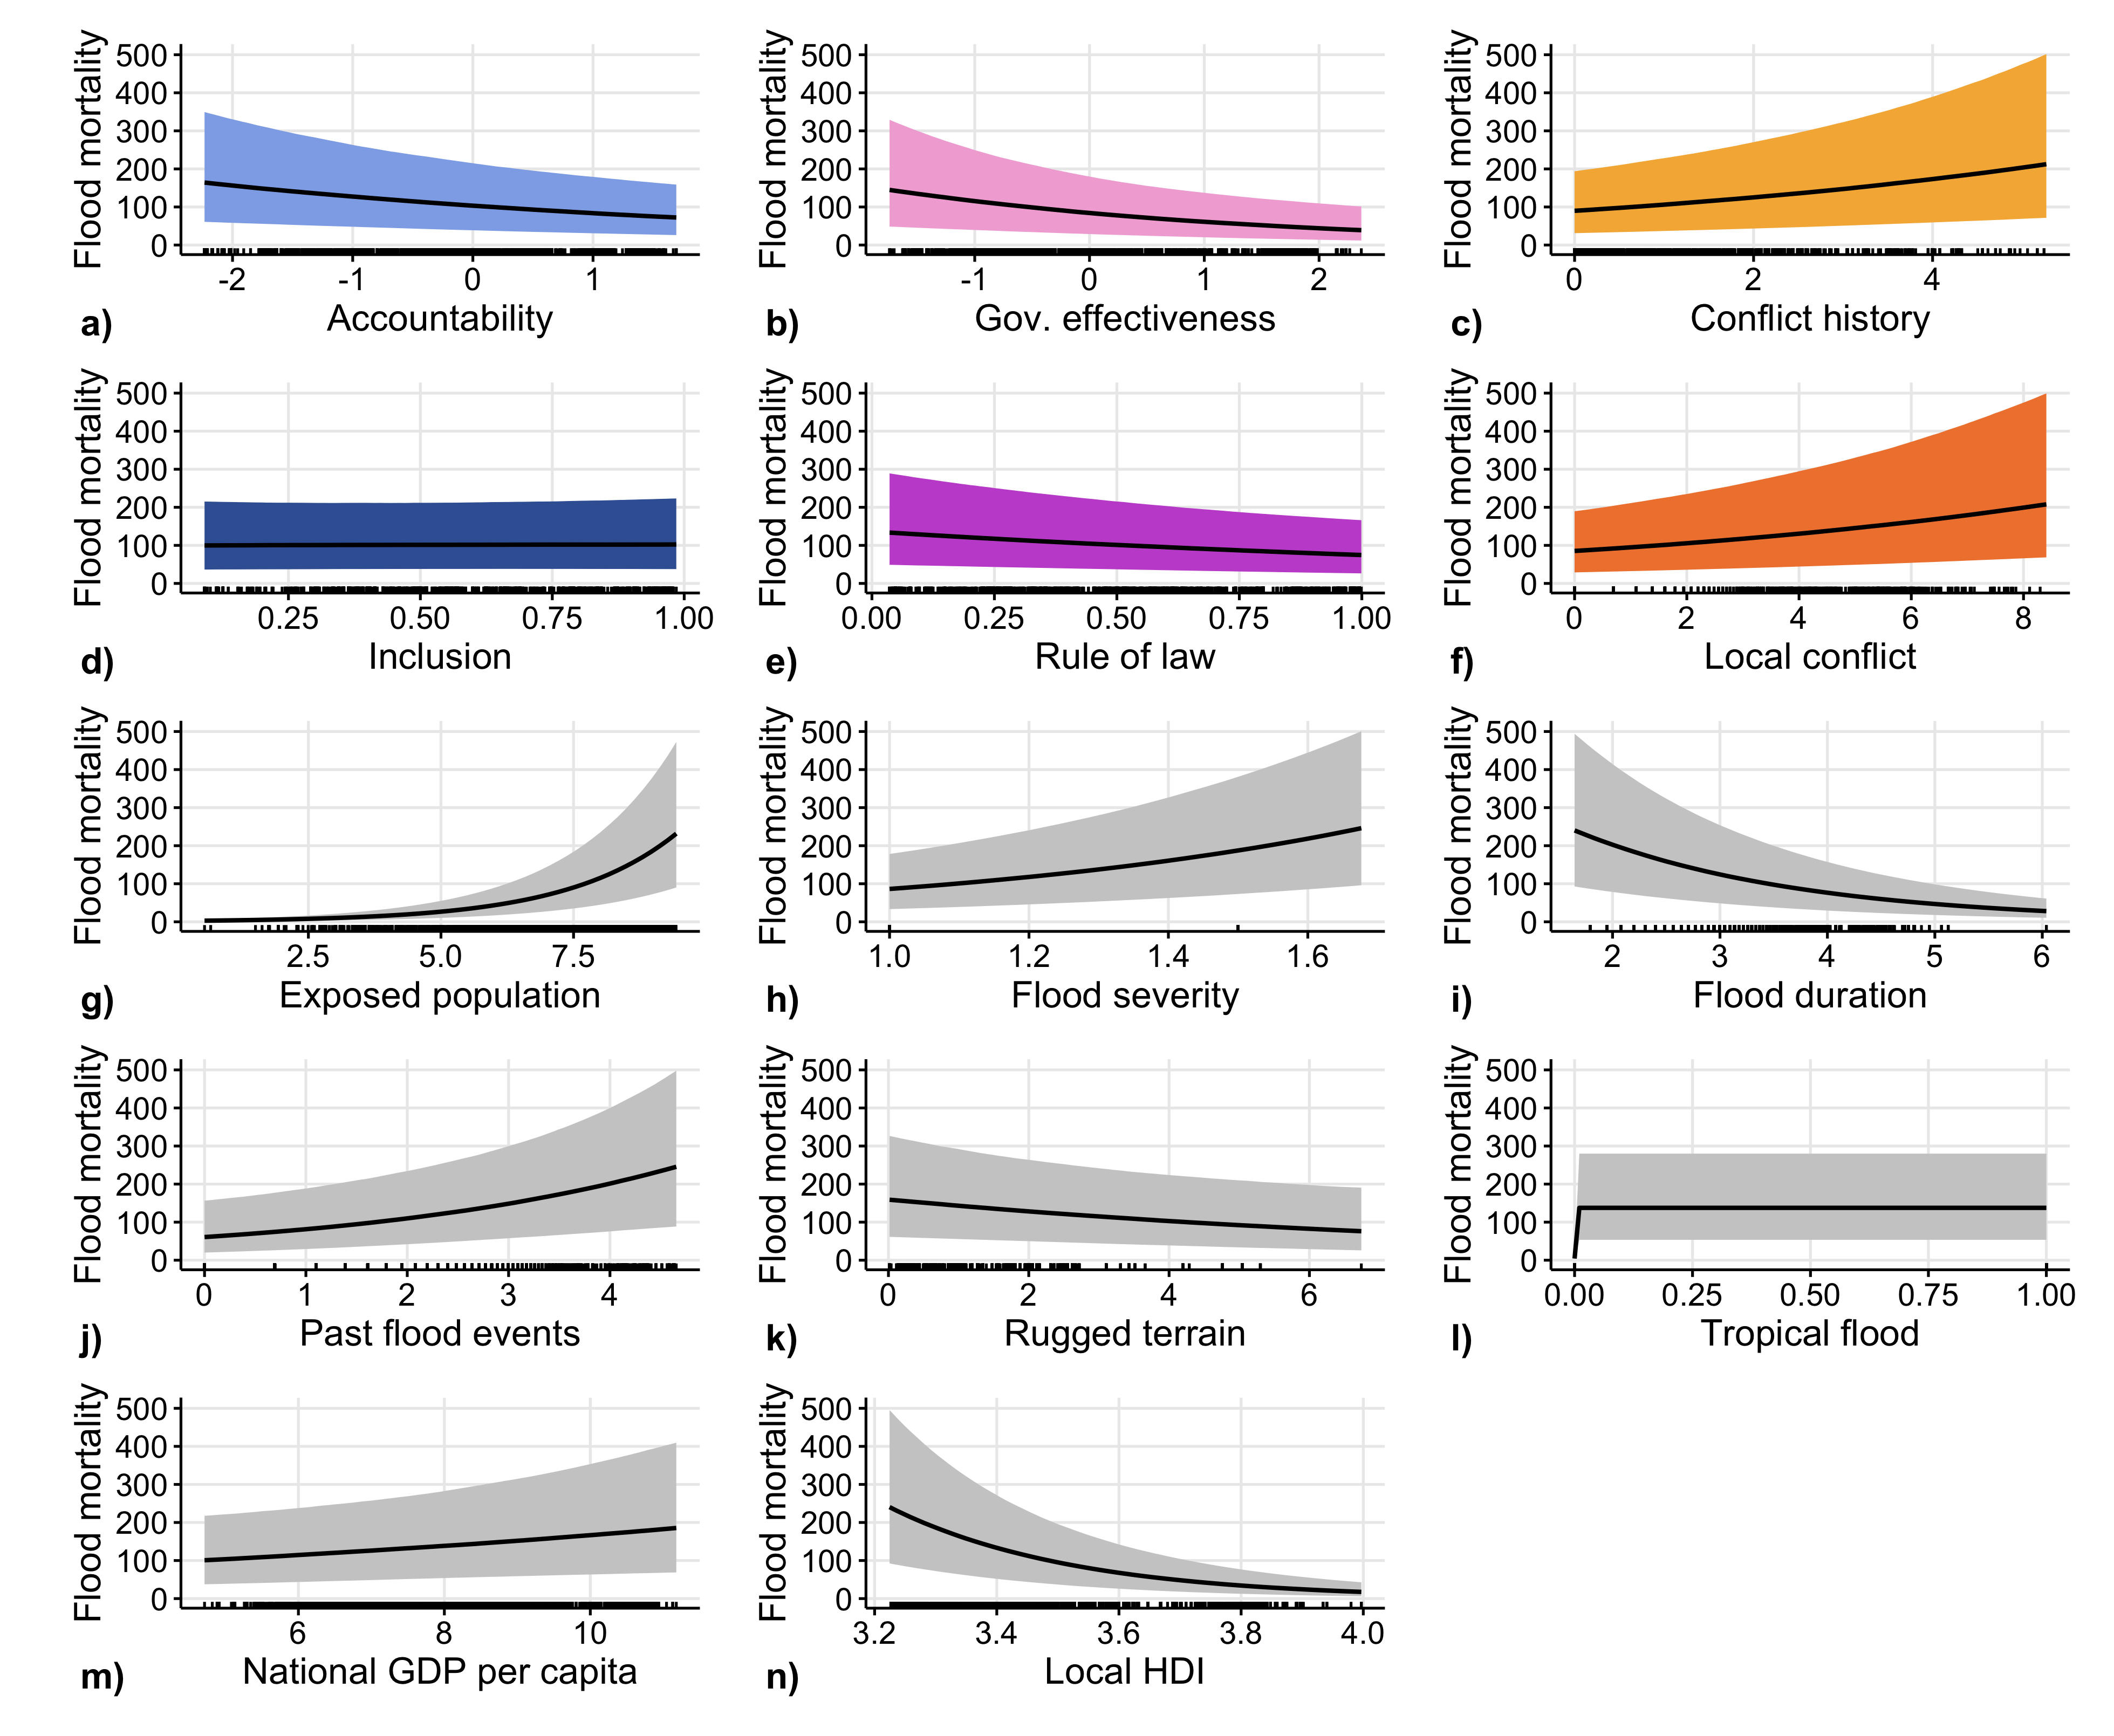 Flood mortality
500
400
300
200
100
0
-2 -1 0 1
a) Accountability
Flood mortality
500
400
300
200
100
0
-1 0 1 2
b) Gov. effectiveness
Flood mortality
500
400
300
200
100
0
0 2 4
c) Conflict history
Flood mortality
500
400
300
200
100
0
0.25 0.50 0.75 1.00
d) Inclusion
Flood mortality
500
400
300
200
100
0
0.00 0.25 0.50 0.75 1.00
e) Rule of law
Flood mortality
500
400
300
200
100
0
0 2 4 6 8
f) Local conflict
Flood mortality
500
400
300
200
100
0
2.5 5.0 7.5
g) Exposed population
Flood mortality
500
400
300
200
100
0
1.0 1.2 1.4 1.6
h) Flood severity
Flood mortality
500
400
300
200
100
0
2 3 4 5 6
i) Flood duration
Flood mortality
500
400
300
200
100
0
0 1 2 3 4
j) Past flood events
Flood mortality
500
400
300
200
100
0
0 2 4 6
k) Rugged terrain
Flood mortality
500
400
300
200
100
0
0.00 0.25 0.50 0.75 1.00
l) Tropical flood
Flood mortality
500
400
300
200
100
0
6 8 10
m) National GDP per capita
Flood mortality
500
400
300
200
100
0
3.2 3.4 3.6 3.8 4.0
n) Local HDI